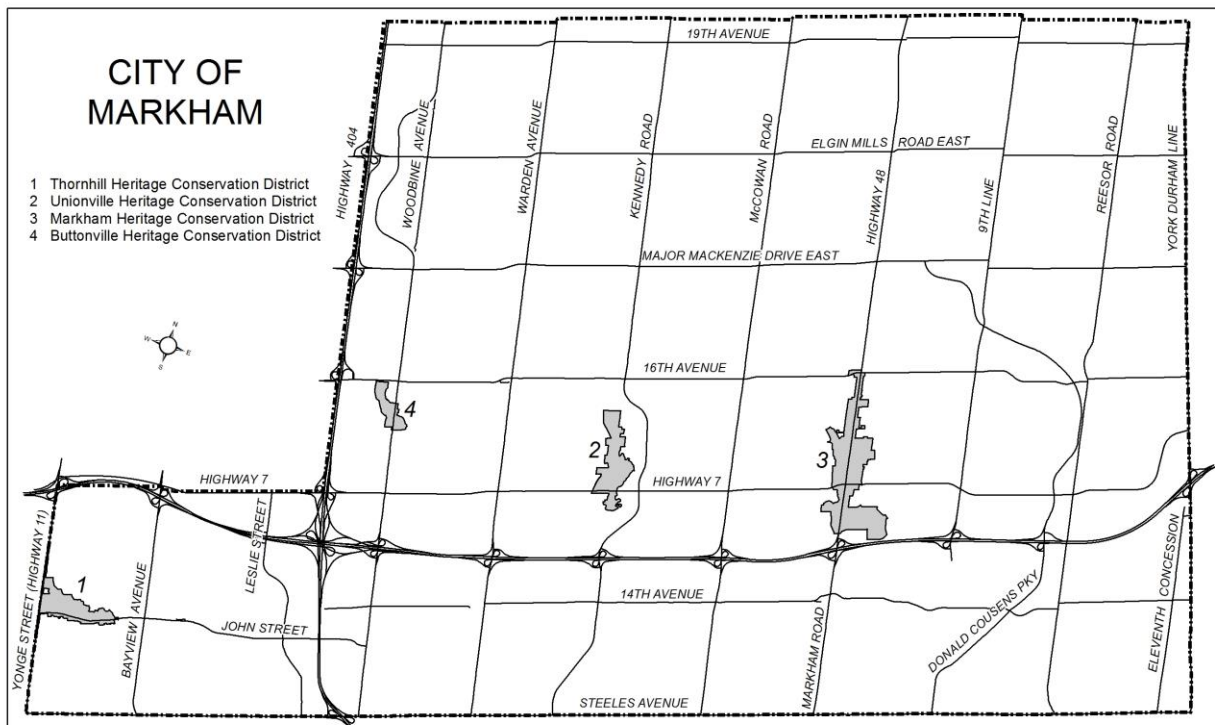 CITY OF
MARKHAM
1 Thornhill Heritage Conservation District
2 Unionville Heritage Conservation District
3 Markham Heritage Conservation District
4 Buttonville Heritage Conservation District
N
W
E
S
19TH AVENUE
HIGHWAY 404
WOODBINE AVENUE
WARDEN AVENUE
KENNEDY ROAD
McCOWAN ROAD
ELGIN MILLS ROAD EAST
HIGHWAY 48
9TH LINE
REESOR ROAD
YORK DURHAM LINE
MAJOR MACKENZIE DRIVE EAST
16TH AVENUE
4
2
3
HIGHWAY 7
HIGHWAY 7
YONGE STREET (HIGHWAY 11)
1
BAYVIEW AVENUE
LESLIE STREET
JOHN STREET
14TH AVENUE
MARKHAM ROAD
DONALD COUSENS PKY
ELEVENTH CONCESSION
STEELES AVENUE